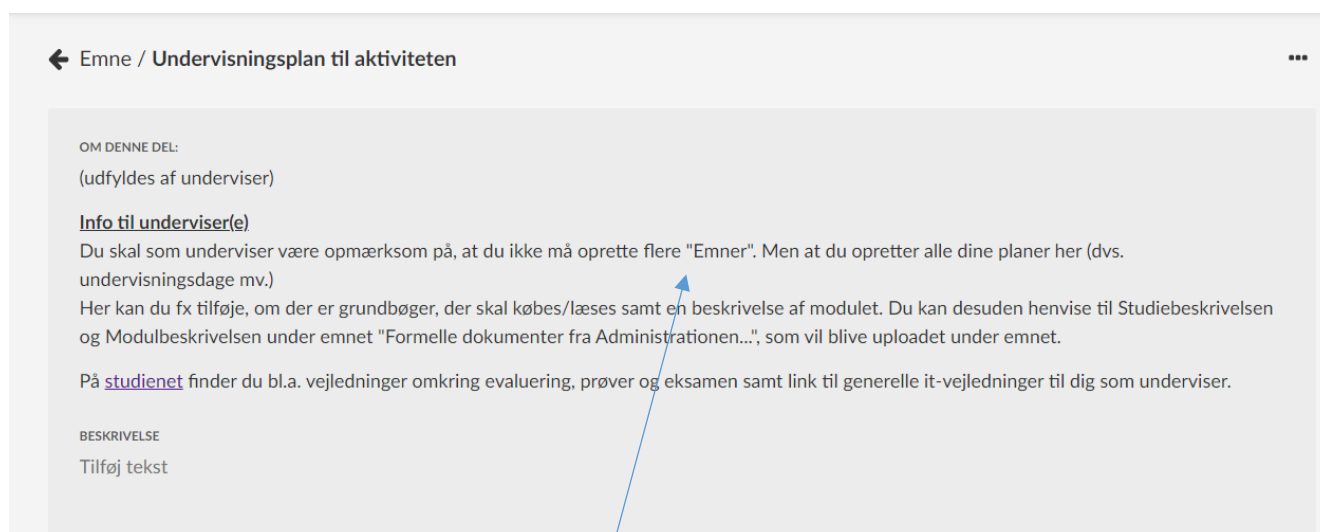 Emne / Undervisningsplan til aktiviteten
OM DENNE DEL:
(udfyldes af underviser)
Info til underviser(e)
Du skal som underviser være opmærksom på, at du ikke må oprette flere "Emner". Men at du opretter alle dine planer her (dvs.
undervisningsdage mv.)
Her kan du fx tilføje, om der er grundbøger, der skal købes/læses samt en beskrivelse af modulet. Du kan desuden henvise til Studiebeskrivelsen
og Modulbeskrivelsen under emnet "Formelle dokumenter fra Administrationen...", som vil blive uploadet under emnet.
På studienet finder du bl.a. vejledninger omkring evaluering, prøver og eksamen samt link til generelle it-vejledninger til dig som underviser.
BESKRIVELSE
Tilføj tekst